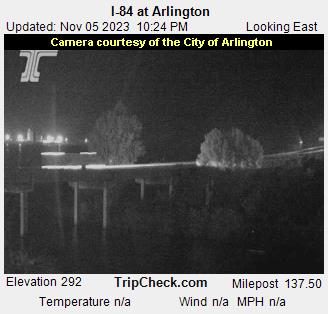 I-84 at Arlington
Updated: Nov 05 2023 10:24 PM Looking East
Camera courtesy of the City of Arlington
Elevation 292 TripCheck.com Milepost 137.50
Temperature n/a Wind n/a MPH n/a